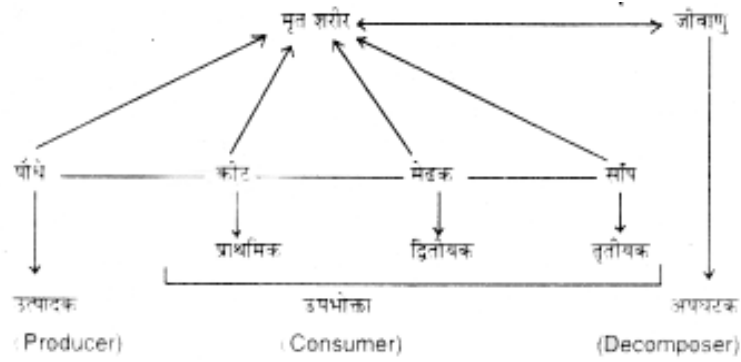 मृत शरीर जीवाणु
पौधे कीट मेढक साँप
प्राथमिक द्वितीयक तृतीयक
उत्पादक उपभोक्ता अपघटक
(Producer) (Consumer) (Decomposer)